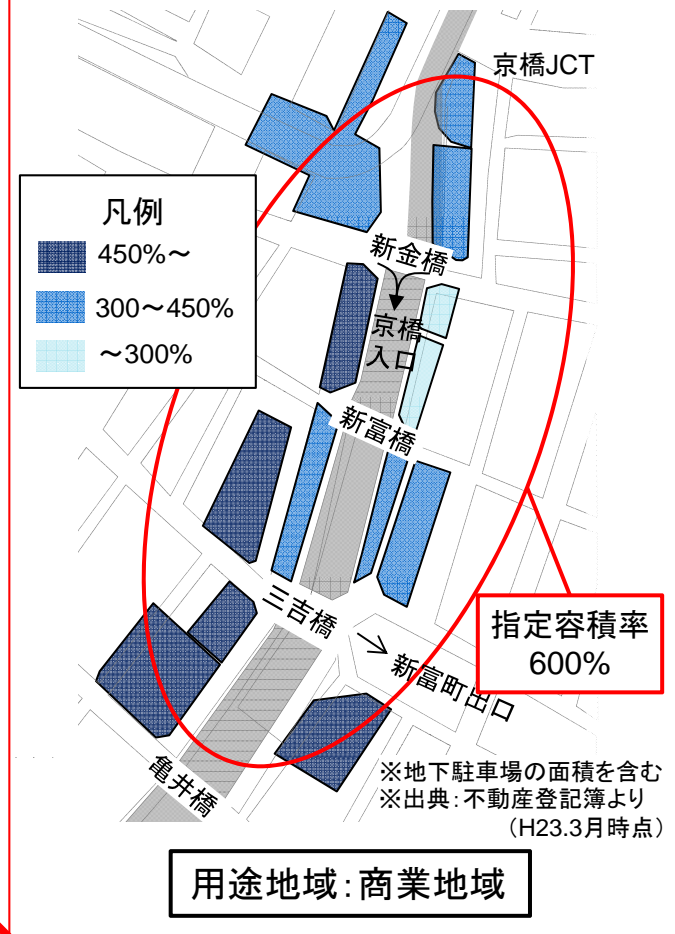 京橋JCT
凡例
450%～
300～450%
～300%
新金橋
京橋
入口
新富橋
三吉橋
新富町出口
指定容積率
600%
亀井橋
※地下駐車場の面積を含む
※出典：不動産登記簿より
（H23.3月時点）
用途地域：商業地域